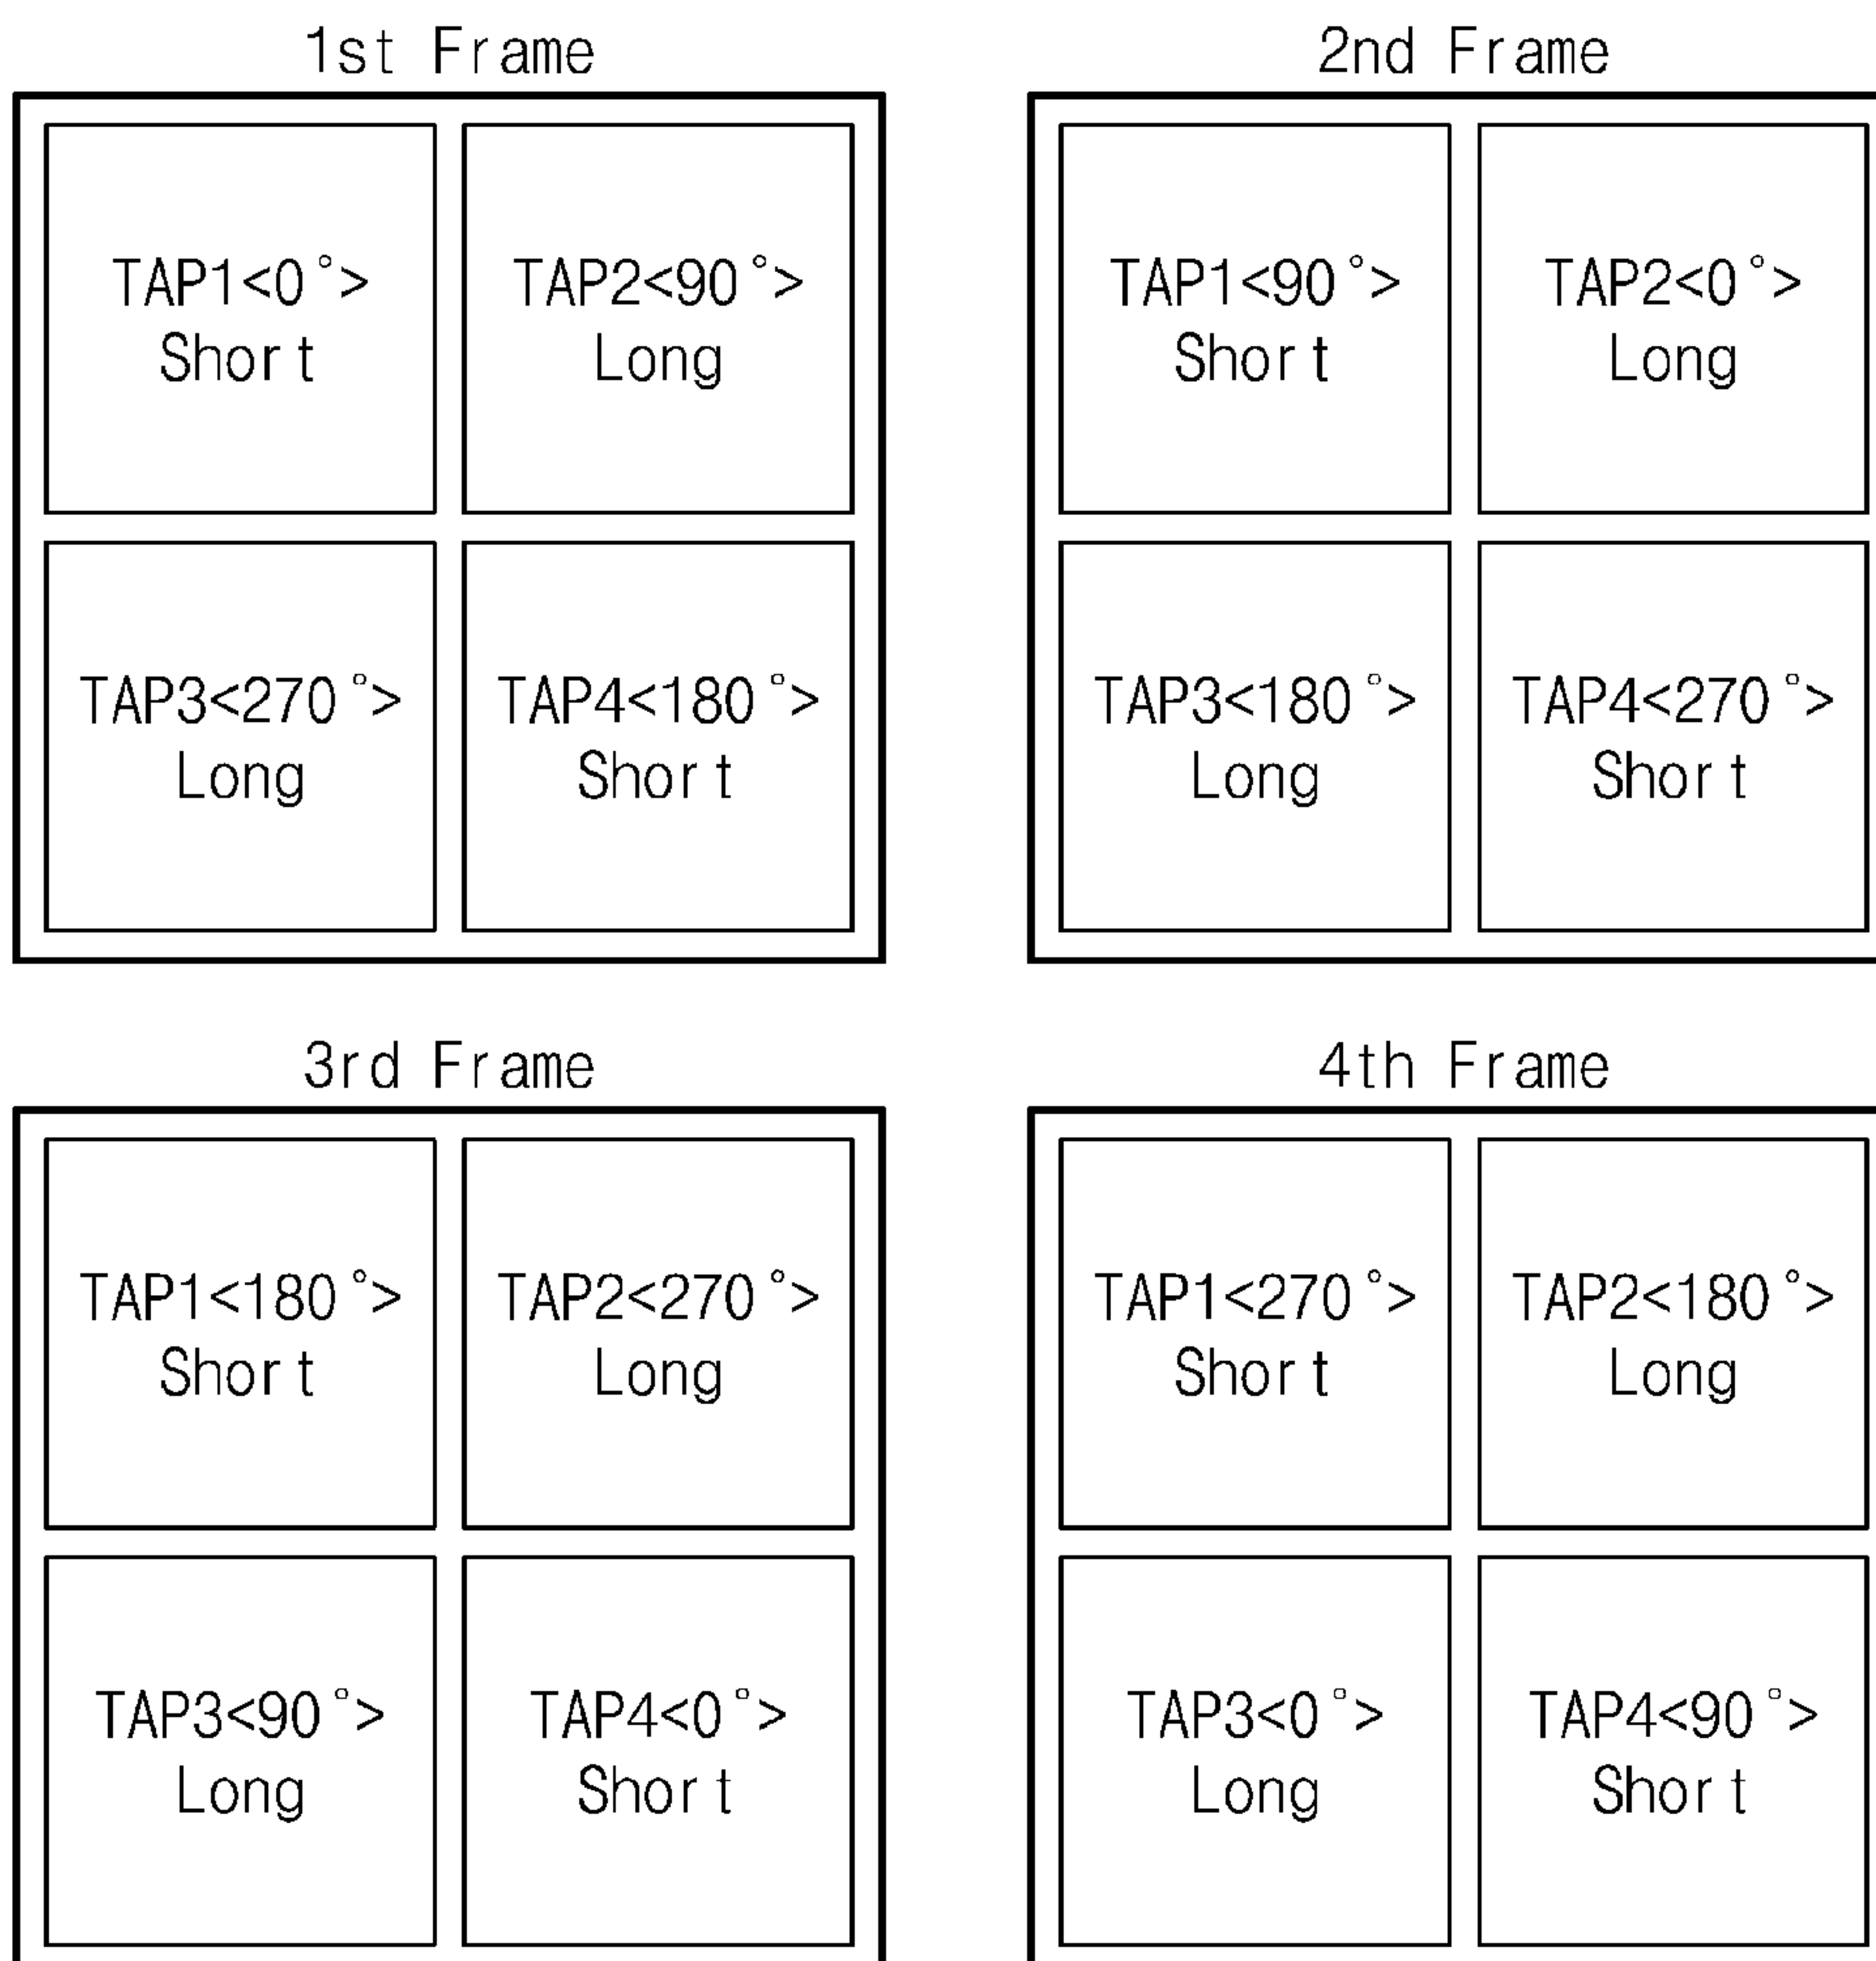 1st Frame
TAP1<0°>
Short
TAP2<90°>
Long
TAP3<270°>
Long
TAP4<180°>
Short
2nd Frame
TAP1<90°>
Short
TAP2<0°>
Long
TAP3<180°>
Long
TAP4<270°>
Short
3rd Frame
TAP1<180°>
Short
TAP2<270°>
Long
TAP3<90°>
Long
TAP4<0°>
Short
4th Frame
TAP1<270°>
Short
TAP2<180°>
Long
TAP3<0°>
Long
TAP4<90°>
Short